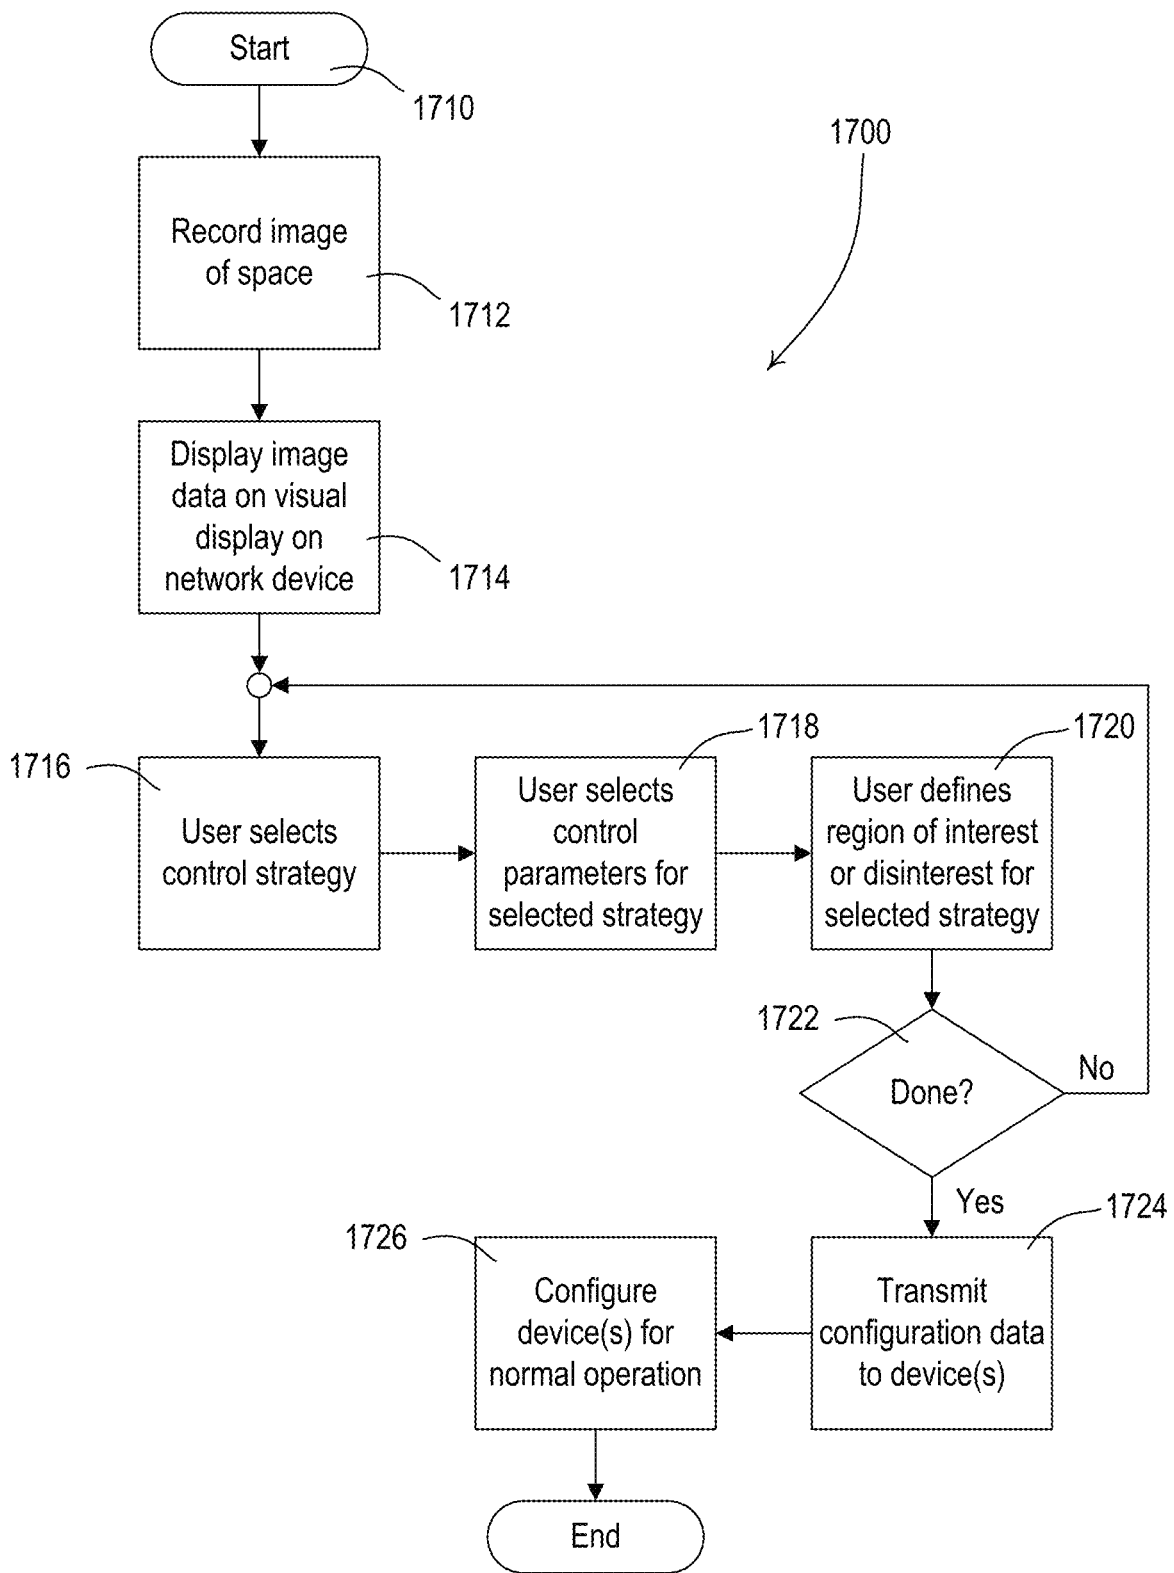 Start
1710
1700
Record image
of space
1712
Display image
data on visual
display on
network device
1714
1716
User selects
control strategy
1718
User selects
control
parameters for
selected strategy
1720
User defines
region of interest
or disinterest for
selected strategy
1722
Done?
No
Yes
1724
Transmit
configuration data
to device(s)
1726
Configure
device(s) for
normal operation
End